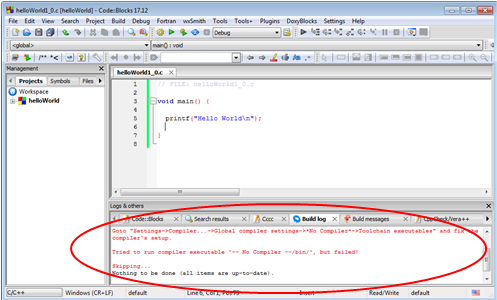 helloWorld1_0.c [helloWorld] - Code::Blocks 17.12
File Edit View Search Project Build Debug Fortran wxSmith Tools Tools+ Plugins DoxyBlocks Settings Help
Debug
<global> main() : void
Management
Projects Symbols Files
Workspace
helloWorld
helloWorld1_0.c
1 // FILE: helloWorld1_0.c
2
3 void main() {
4
5 printf("Hello World\n");
6
7 }
8
Logs & others
Code::Blocks Search results Cccc Build log Build messages CppCheck/Vera++
Goto "Settings->Compiler...->Global compiler settings->*No Compiler*->Toolchain executables" and fix the
compiler's setup.
Tried to run compiler executable '-- No Compiler --/bin/', but failed!
Skipping...
Nothing to be done (all items are up-to-date).
C/C++ Windows (CR+LF) default Line 6, Col 1, Pos 73 Insert Read/Write default